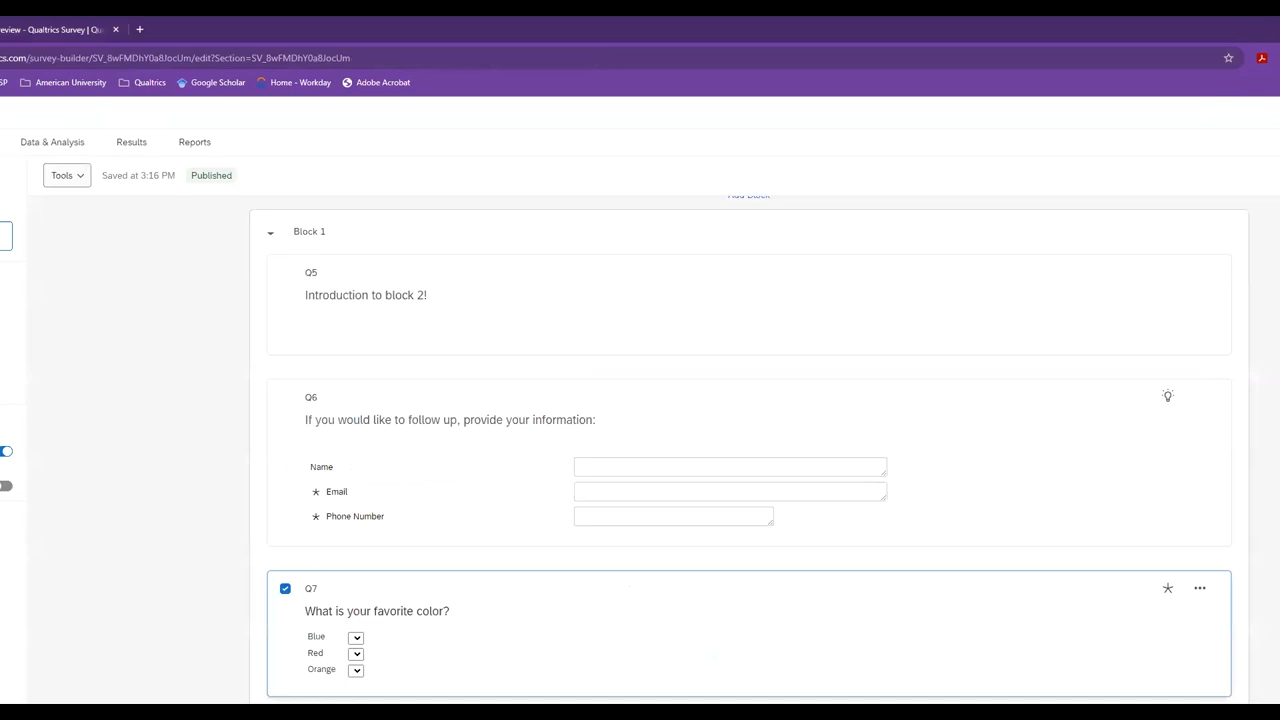 eview - Qualtrics Survey | Qu
cs.com/survey-builder/SV_8wFMDhY0a8JocUm/edit?Section=SV_8wFMDhY0a8JocUm
SP American University Qualtrics Google Scholar Home - Workday Adobe Acrobat
Data & Analysis Results Reports
Tools Saved at 3:16 PM Published
Add Block
Block 1
Q5
Introduction to block 2!
Q6
If you would like to follow up, provide your information:
Name
* Email
* Phone Number
Q7
What is your favorite color?
Blue
Red
Orange